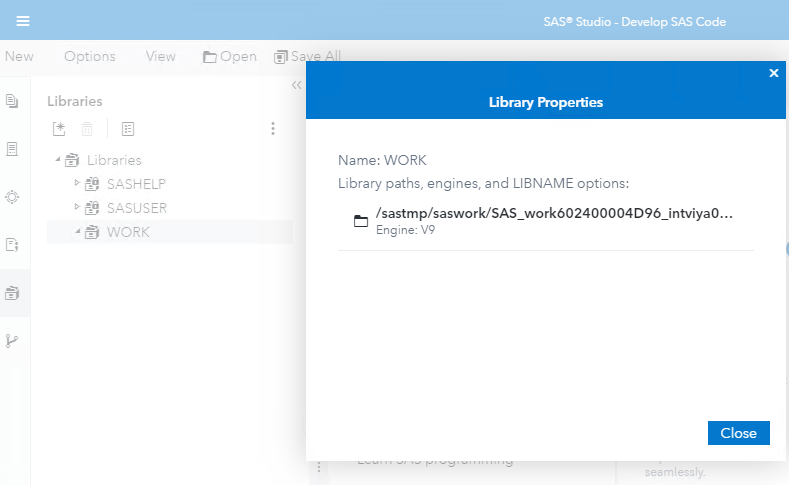 SAS® Studio - Develop SAS Code
New Options View Open Save All
Libraries
Libraries
SASHELP
SASUSER
WORK
Library Properties
Name: WORK
Library paths, engines, and LIBNAME options:
/sastmp/saswork/SAS_work602400004D96_intviya0...
Engine: V9
Close
Learn SAS programming
seamlessly.